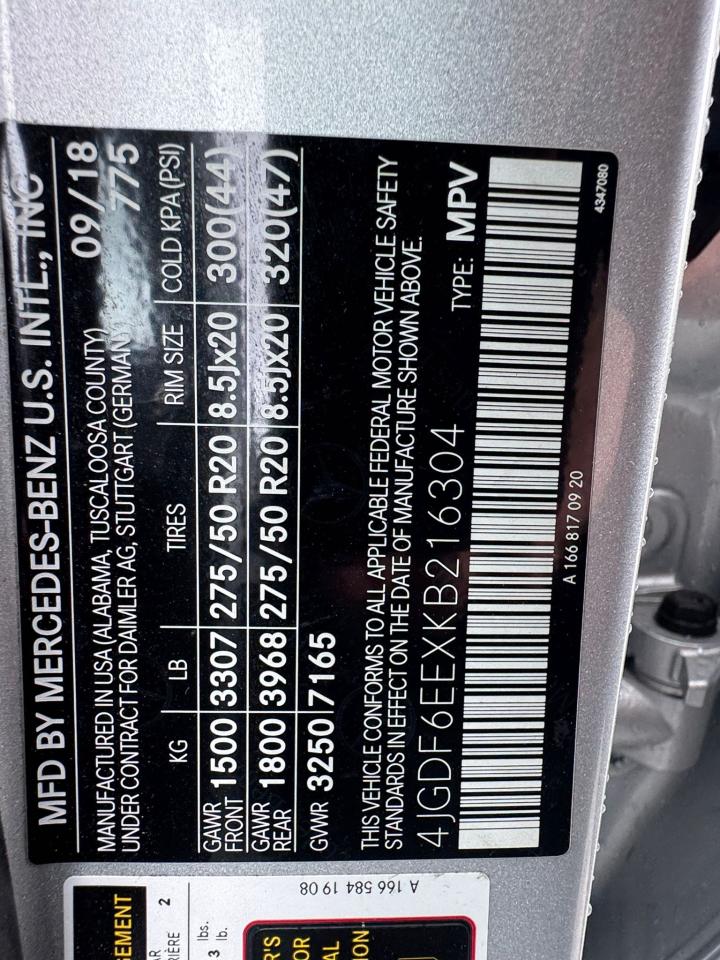 MFD BY MERCEDES-BENZ U.S. INTL., INC
MANUFACTURED IN USA (ALABAMA, TUSCALOOSA COUNTY) 09/18
UNDER CONTRACT FOR DAIMLER AG, STUTTGART (GERMANY) 775
KG LB TIRES RIM SIZE COLD KPA (PSI)
GAWR FRONT 1500 3307 275/50 R20 8.5Jx20 300(44)
GAWR REAR 1800 3968 275/50 R20 8.5Jx20 320(47)
GVWR 3250 7165
THIS VEHICLE CONFORMS TO ALL APPLICABLE FEDERAL MOTOR VEHICLE SAFETY
STANDARDS IN EFFECT ON THE DATE OF MANUFACTURE SHOWN ABOVE.
4JGDF6EEXKB216304 TYPE: MPV
A 166 817 09 20
4347080
A 166 584 19 08
2
lbs.
3 lb.